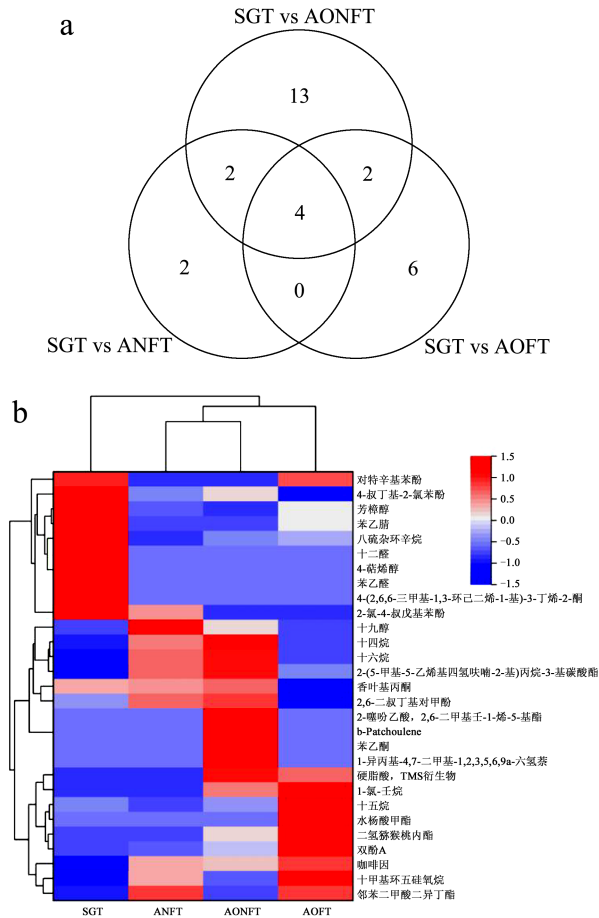 a
SGT vs AONFT
13
2
2
4
2
6
0
SGT vs ANFT
SGT vs AOFT
b
1.5
1.0
0.5
0.0
−0.5
−1.0
−1.5
对特辛基苯酚
4-叔丁基-2-氯苯酚
芳樟醇
苯乙腈
八硫杂环辛烷
十二醛
4-萜烯醇
苯乙醛
4-(2,6,6-三甲基-1,3-环己二烯-1-基)-3-丁烯-2-酮
2-氯-4-叔戊基苯酚
十九醇
十四烷
十六烷
2-(5-甲基-5-乙烯基四氢呋喃-2-基)丙烷-3-基碳酸酯
香叶基丙酮
2,6-二叔丁基对甲酚
2-噻吩乙酸，2,6-二甲基壬-1-烯-5-基酯
b-Patchoulene
苯乙酮
1-异丙基-4,7-二甲基-1,2,3,5,6,9a-六氢萘
硬脂酸，TMS衍生物
1-氯-壬烷
十五烷
水杨酸甲酯
二氢猕猴桃内酯
双酚A
咖啡因
十甲基环五硅氧烷
邻苯二甲酸二异丁酯
SGT
ANFT
AONFT
AOFT